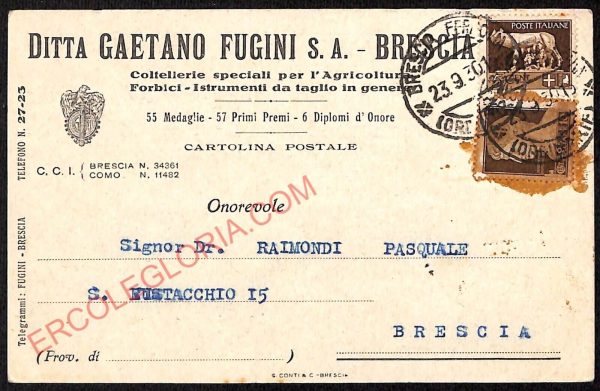 DITTA GAETANO FUGINI S. A. - BRESCIA
Coltellerie speciali per l'Agricoltura
Forbici - Istrumenti da taglio in genere
55 Medaglie - 57 Primi Premi - 6 Diplomi d'Onore
CARTOLINA POSTALE
C. C. I. { BRESCIA N. 34361
COMO. N. 11482
TELEFONO N. 27-23
Telegrammi: FUGINI - BRESCIA
POSTE ITALIANE
BRESCIA
23.9.30
Onorevole
Signor Dr. RAIMONDI PASQUALE
S. EUSTACCHIO 15
BRESCIA
(Prov. di )
G. CONTI & C - BRESCIA
ERCOLEGLORIA.COM